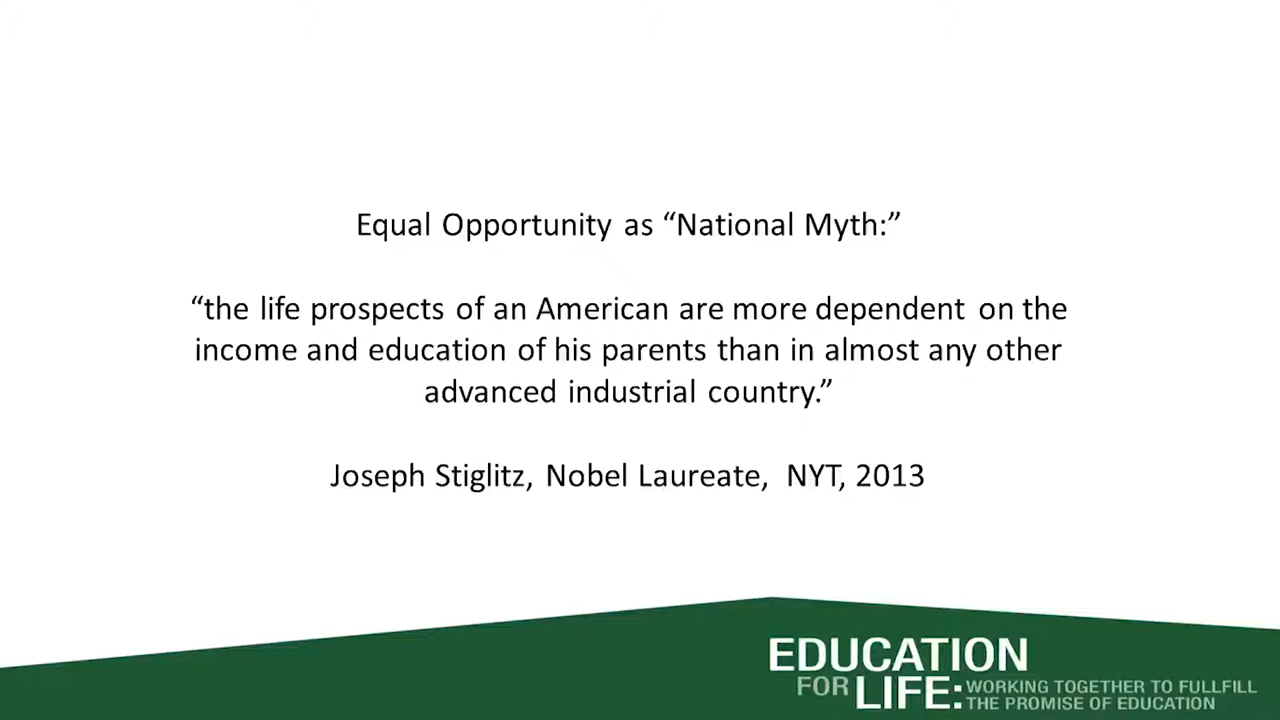 Equal Opportunity as “National Myth:”
“the life prospects of an American are more dependent on the
income and education of his parents than in almost any other
advanced industrial country.”
Joseph Stiglitz, Nobel Laureate,  NYT, 2013
EDUCATION
FOR LIFE: WORKING TOGETHER TO FULLFILL
THE PROMISE OF EDUCATION